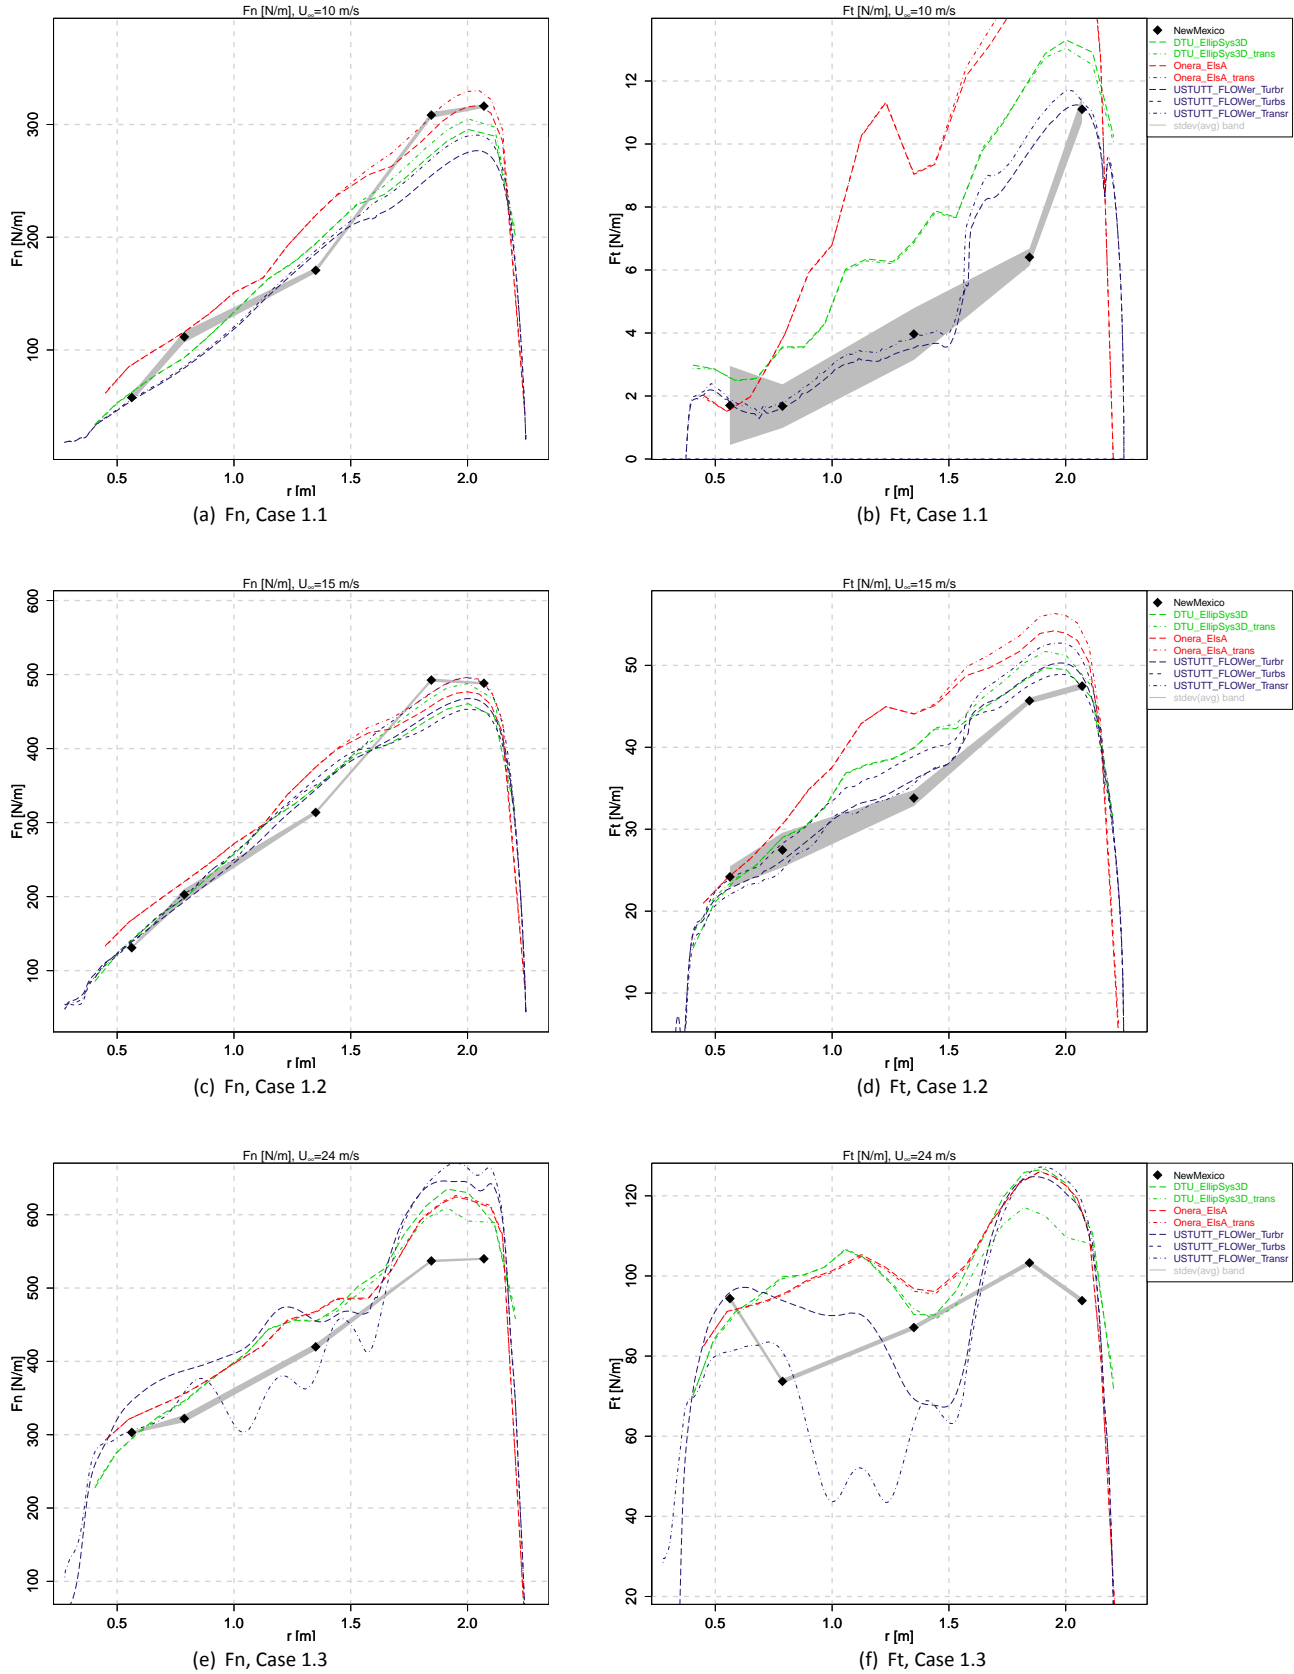 Fn [N/m], U∞=10 m/s
Fn [N/m]
300
200
100
0.5 1.0 1.5 2.0
r [m]
(a) Fn, Case 1.1
Ft [N/m], U∞=10 m/s
Ft [N/m]
12
10
8
6
4
2
0
0.5 1.0 1.5 2.0
r [m]
(b) Ft, Case 1.1
NewMexico
DTU_EllipSys3D
DTU_EllipSys3D_trans
Onera_ElsA
Onera_ElsA_trans
USTUTT_FLOWer_Turbr
USTUTT_FLOWer_Turbs
USTUTT_FLOWer_Transr
stdev(avg) band
Fn [N/m], U∞=15 m/s
Fn [N/m]
600
500
400
300
200
100
0.5 1.0 1.5 2.0
r [m]
(c) Fn, Case 1.2
Ft [N/m], U∞=15 m/s
Ft [N/m]
50
40
30
20
10
0.5 1.0 1.5 2.0
r [m]
(d) Ft, Case 1.2
NewMexico
DTU_EllipSys3D
DTU_EllipSys3D_trans
Onera_ElsA
Onera_ElsA_trans
USTUTT_FLOWer_Turbr
USTUTT_FLOWer_Turbs
USTUTT_FLOWer_Transr
stdev(avg) band
Fn [N/m], U∞=24 m/s
Fn [N/m]
600
500
400
300
200
100
0.5 1.0 1.5 2.0
r [m]
(e) Fn, Case 1.3
Ft [N/m], U∞=24 m/s
Ft [N/m]
120
100
80
60
40
20
0.5 1.0 1.5 2.0
r [m]
(f) Ft, Case 1.3
NewMexico
DTU_EllipSys3D
DTU_EllipSys3D_trans
Onera_ElsA
Onera_ElsA_trans
USTUTT_FLOWer_Turbr
USTUTT_FLOWer_Turbs
USTUTT_FLOWer_Transr
stdev(avg) band